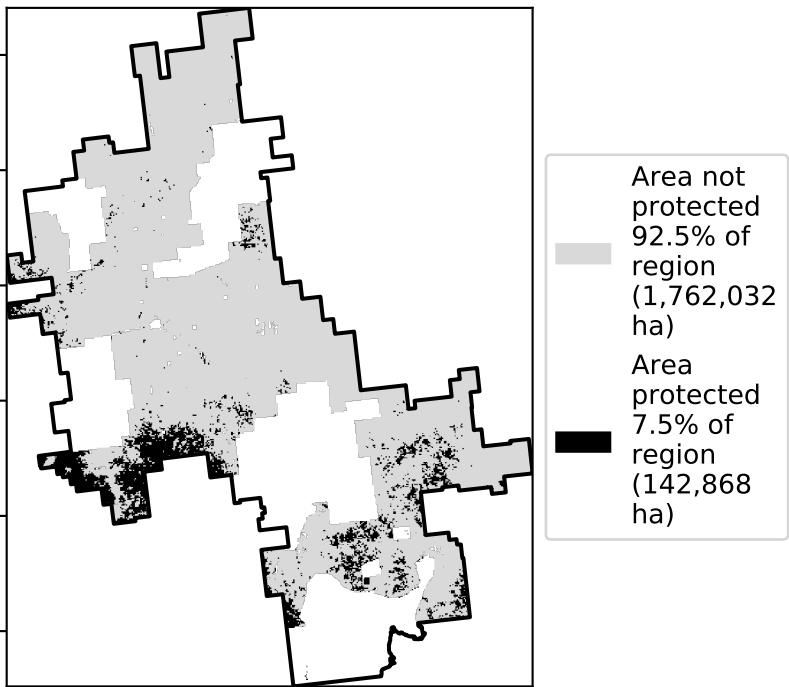 Area not
protected
92.5% of
region
(1,762,032
ha)
Area
protected
7.5% of
region
(142,868
ha)